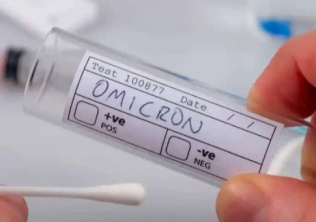 Test 100877 Date / /
OMICRON
+ve -ve
POS NEG